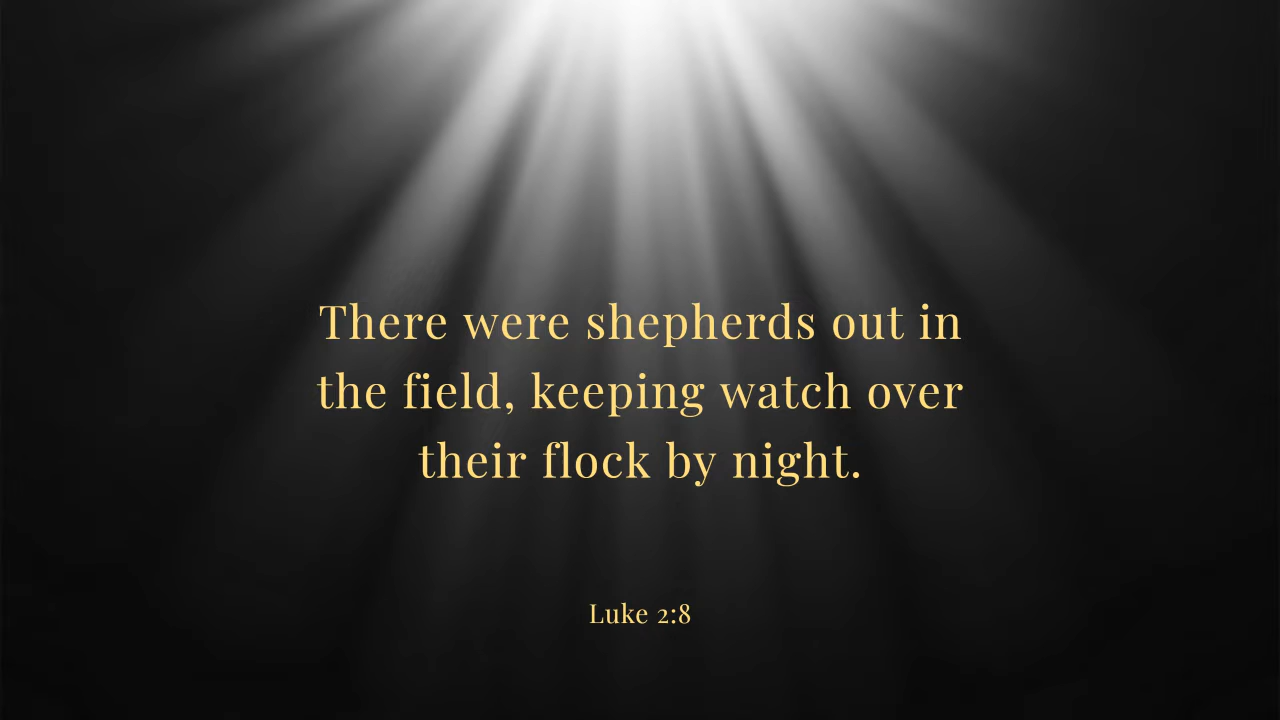 There were shepherds out in
the field, keeping watch over
their flock by night.
Luke 2:8